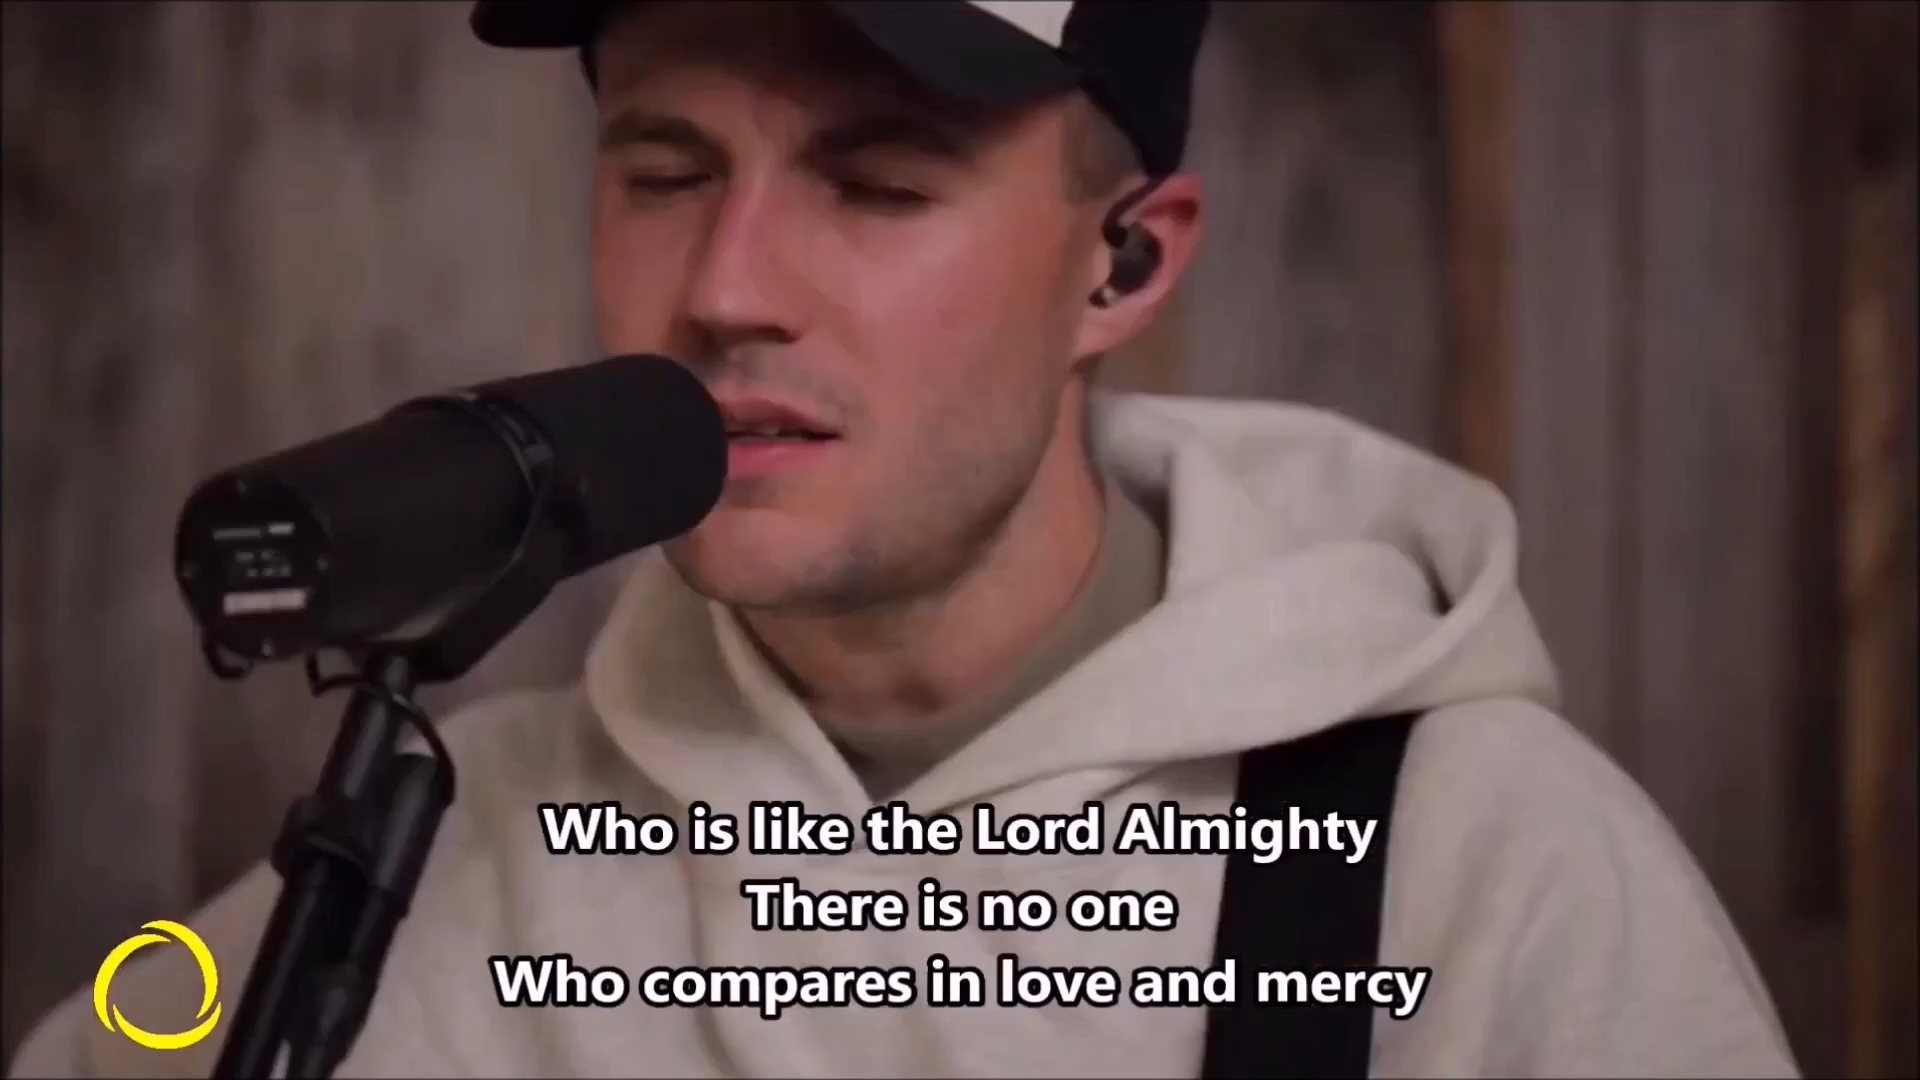 Who is like the Lord Almighty
There is no one
Who compares in love and mercy